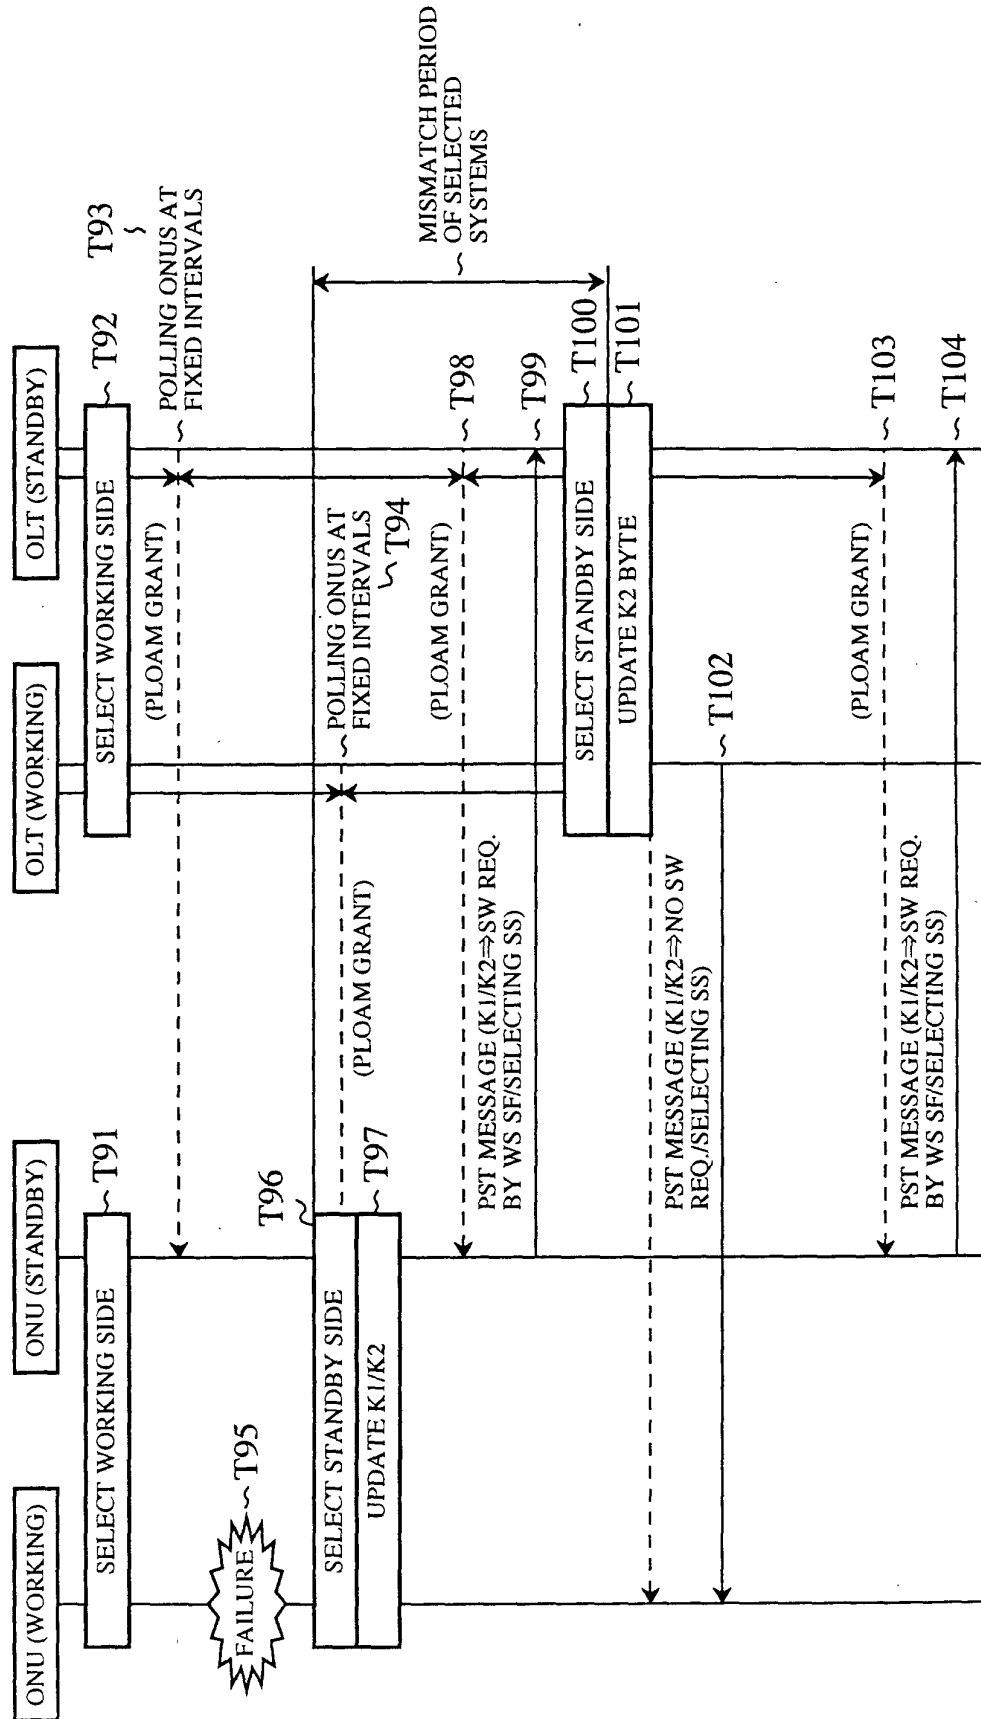 ONU (WORKING)
ONU (STANDBY)
OLT (WORKING)
OLT (STANDBY)
SELECT WORKING SIDE
T91
SELECT WORKING SIDE
T92
T93
(PLOAM GRANT)
POLLING ONUS AT
FIXED INTERVALS
FAILURE
T95
T96
SELECT STANDBY SIDE
UPDATE K1/K2
T97
(PLOAM GRANT)
POLLING ONUS AT
FIXED INTERVALS
T94
MISMATCH PERIOD
OF SELECTED
SYSTEMS
(PLOAM GRANT)
T98
PST MESSAGE (K1/K2⇒SW REQ.
BY WS SF/SELECTING SS)
T99
SELECT STANDBY SIDE
T100
UPDATE K2 BYTE
T101
PST MESSAGE (K1/K2⇒NO SW
REQ./SELECTING SS)
T102
(PLOAM GRANT)
T103
PST MESSAGE (K1/K2⇒SW REQ.
BY WS SF/SELECTING SS)
T104